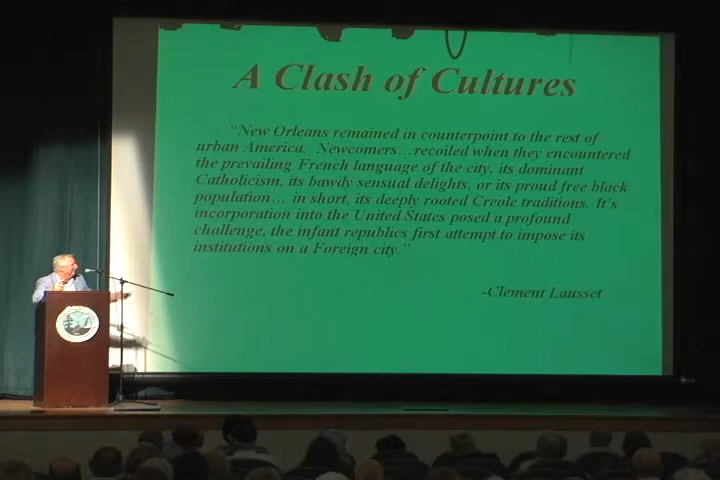 A Clash of Cultures
"New Orleans remained in counterpoint to the rest of
urban America. Newcomers…recoiled when they encountered
the prevailing French language of the city, its dominant
Catholicism, its bawdy sensual delights, or its proud free black
population… in short, its deeply rooted Creole traditions. It's
incorporation into the United States posed a profound
challenge, the infant republics first attempt to impose its
institutions on a Foreign city."
-Clement Lausset